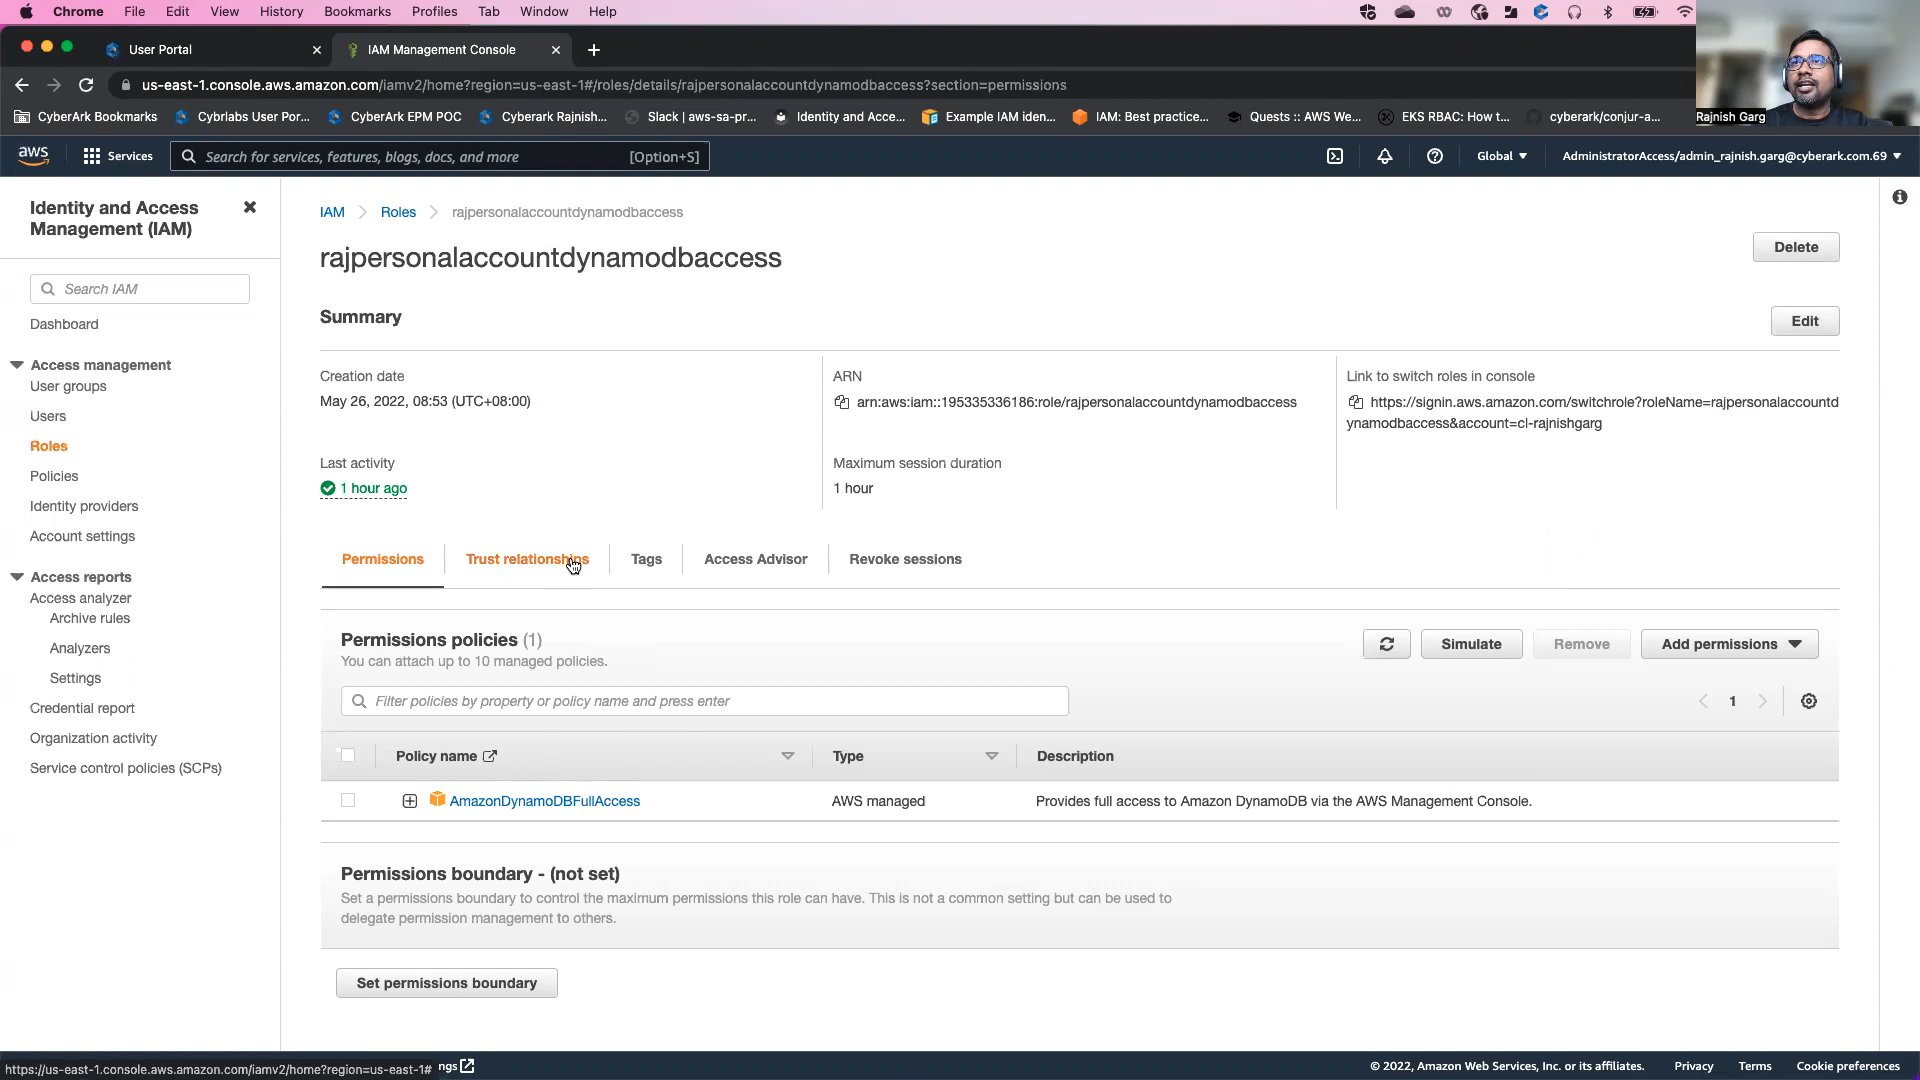 Chrome File Edit View History Bookmarks Profiles Tab Window Help
User Portal
IAM Management Console
us-east-1.console.aws.amazon.com/iamv2/home?region=us-east-1#/roles/details/rajpersonalaccountdynamodbaccess?section=permissions
CyberArk Bookmarks Cybrlabs User Por... CyberArk EPM POC Cyberark Rajnish... Slack | aws-sa-pr... Identity and Acce... Example IAM iden... IAM: Best practice... Quests :: AWS We... EKS RBAC: How t... cyberark/conjur-a...
Rajnish Garg
aws Services Search for services, features, blogs, docs, and more [Option+S] Global AdministratorAccess/admin_rajnish.garg@cyberark.com.69
Identity and Access
Management (IAM)
Search IAM
Dashboard
Access management
User groups
Users
Roles
Policies
Identity providers
Account settings
Access reports
Access analyzer
Archive rules
Analyzers
Settings
Credential report
Organization activity
Service control policies (SCPs)
IAM Roles rajpersonalaccountdynamodbaccess
rajpersonalaccountdynamodbaccess
Delete
Summary
Edit
Creation date
May 26, 2022, 08:53 (UTC+08:00)
ARN
arn:aws:iam::195335336186:role/rajpersonalaccountdynamodbaccess
Link to switch roles in console
https://signin.aws.amazon.com/switchrole?roleName=rajpersonalaccountd
ynamodbaccess&account=cl-rajnishgarg
Last activity
1 hour ago
Maximum session duration
1 hour
Permissions Trust relationships Tags Access Advisor Revoke sessions
Permissions policies (1)
You can attach up to 10 managed policies.
Simulate Remove Add permissions
Filter policies by property or policy name and press enter
1
Policy name Type Description
AmazonDynamoDBFullAccess AWS managed Provides full access to Amazon DynamoDB via the AWS Management Console.
Permissions boundary - (not set)
Set a permissions boundary to control the maximum permissions this role can have. This is not a common setting but can be used to
delegate permission management to others.
Set permissions boundary
https://us-east-1.console.aws.amazon.com/iamv2/home?region=us-east-1# ngs
© 2022, Amazon Web Services, Inc. or its affiliates. Privacy Terms Cookie preferences